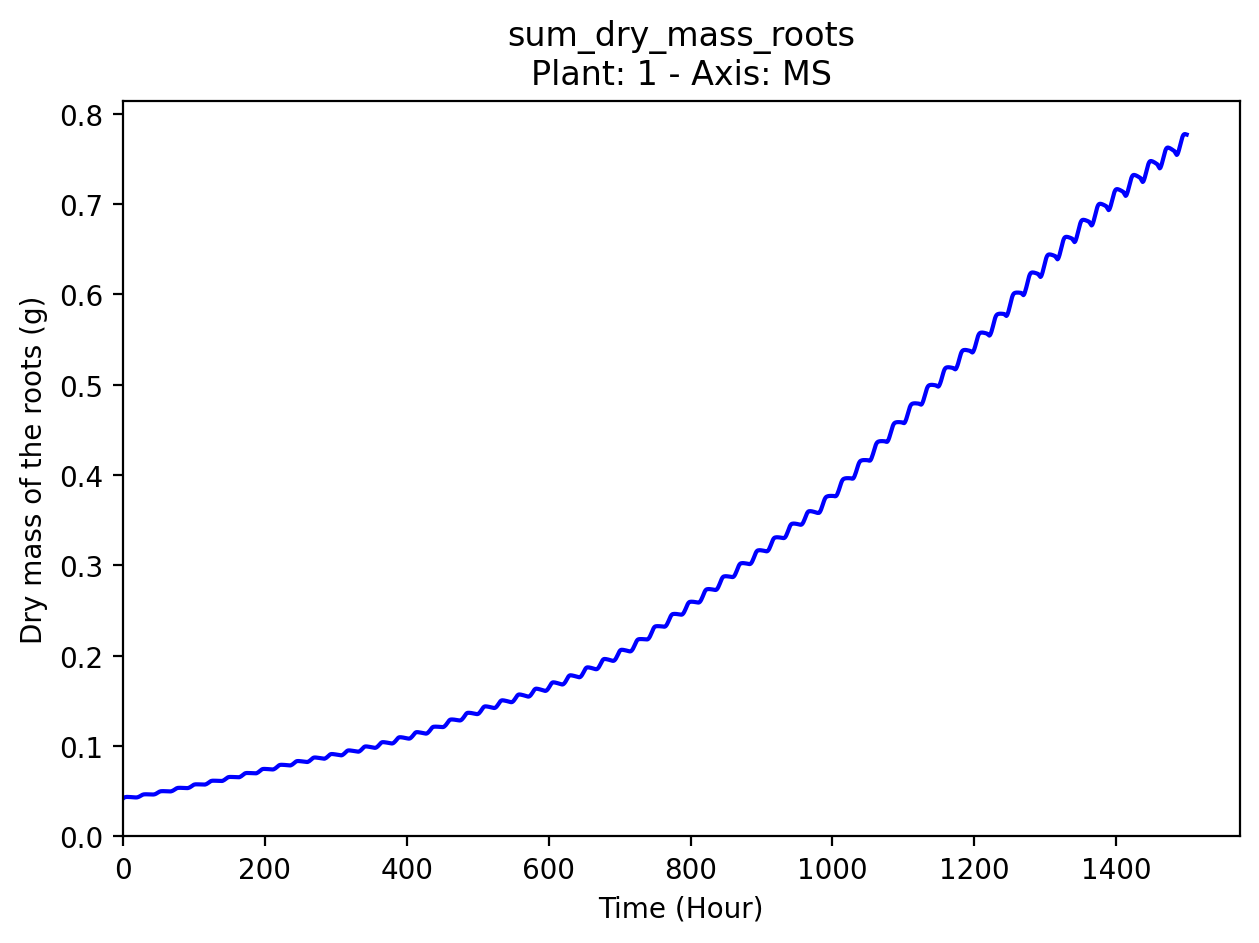 sum_dry_mass_roots
Plant: 1 - Axis: MS
0.8
0.7
0.6
0.5
0.4
0.3
0.2
0.1
0.0
Dry mass of the roots (g)
0 200 400 600 800 1000 1200 1400
Time (Hour)